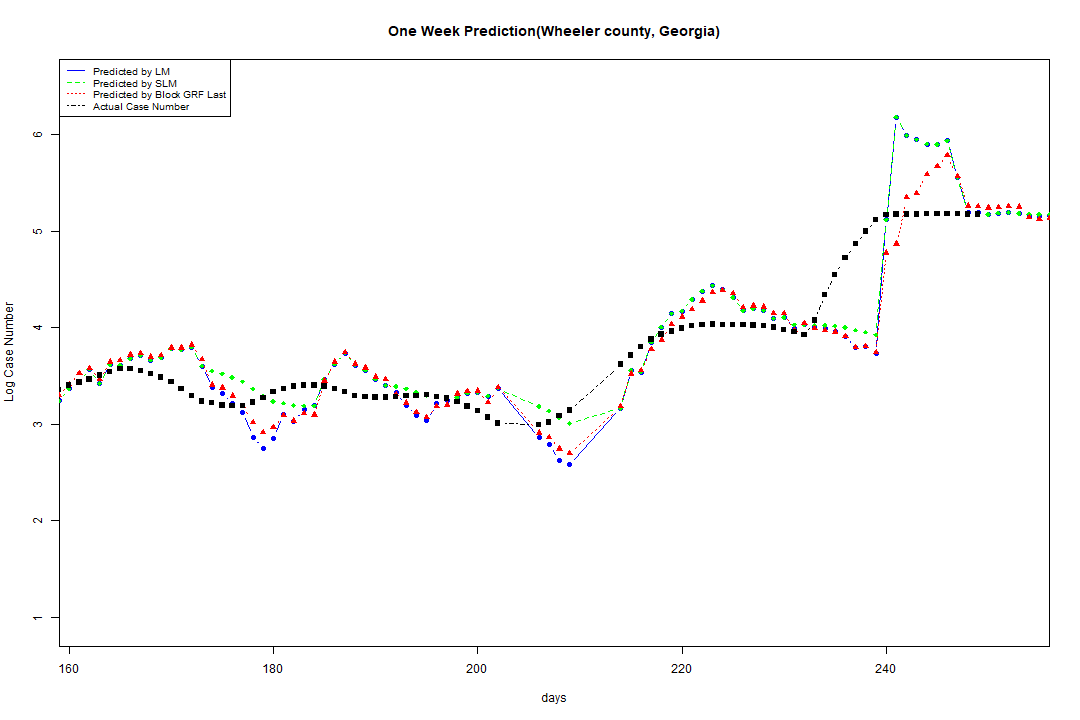 One Week Prediction(Wheeler county, Georgia)
Predicted by LM
Predicted by SLM
Predicted by Block GRF Last
Actual Case Number
6
5
4
3
2
1
Log Case Number
160 180 200 220 240
days